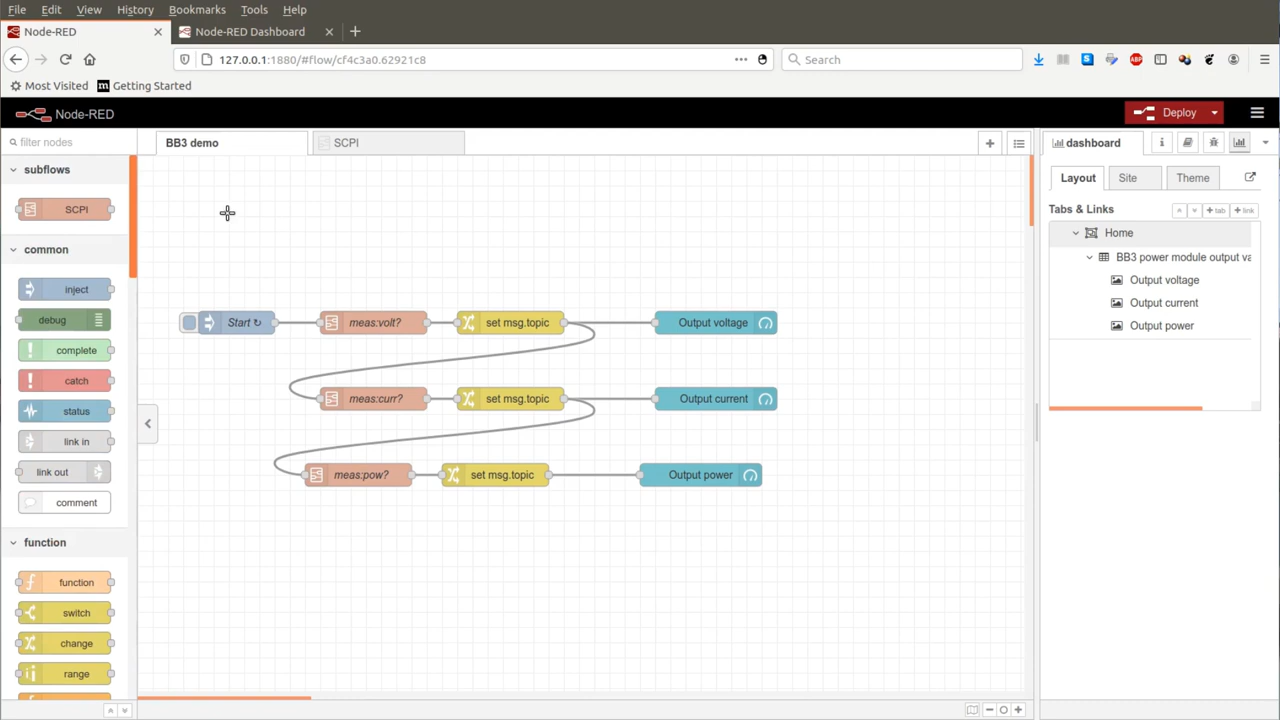 File Edit View History Bookmarks Tools Help
Node-RED Node-RED Dashboard
127.0.0.1:1880/#flow/cf4c3a0.62921c8 Search
Most Visited Getting Started
Node-RED Deploy
filter nodes BB3 demo SCPI dashboard
subflows
SCPI
common
inject
debug
complete
catch
status
link in
link out
comment
function
function
switch
change
range
Start ↻ meas:volt? set msg.topic Output voltage
meas:curr? set msg.topic Output current
meas:pow? set msg.topic Output power
Layout Site Theme
Tabs & Links + tab + link
Home
BB3 power module output va
Output voltage
Output current
Output power